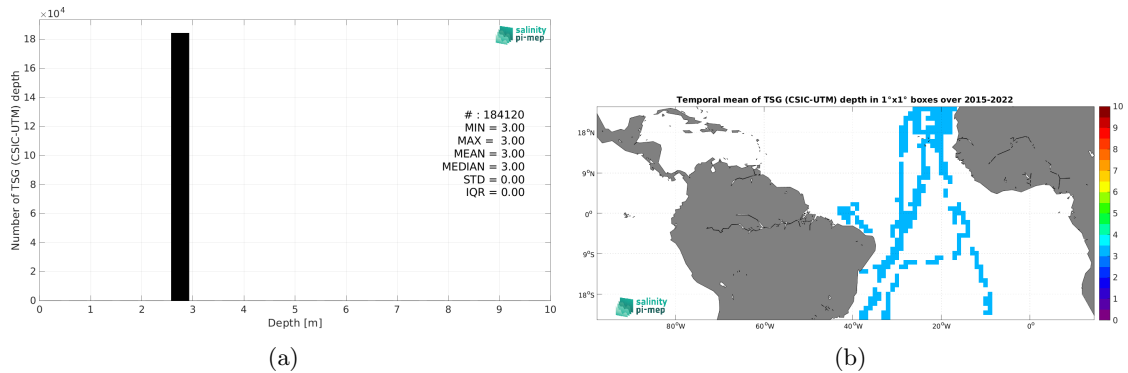 ×10⁴
18
16
14
12
10
8
6
4
2
0
Number of TSG (CSIC-UTM) depth
0 1 2 3 4 5 6 7 8 9 10
Depth [m]
salinity
pi-mep
# : 184120
MIN = 3.00
MAX = 3.00
MEAN = 3.00
MEDIAN = 3.00
STD = 0.00
IQR = 0.00
(a)
Temporal mean of TSG (CSIC-UTM) depth in 1°x1° boxes over 2015-2022
18°N
9°N
0°
9°S
18°S
80°W 60°W 40°W 20°W 0°
salinity
pi-mep
10
9
8
7
6
5
4
3
2
1
0
(b)